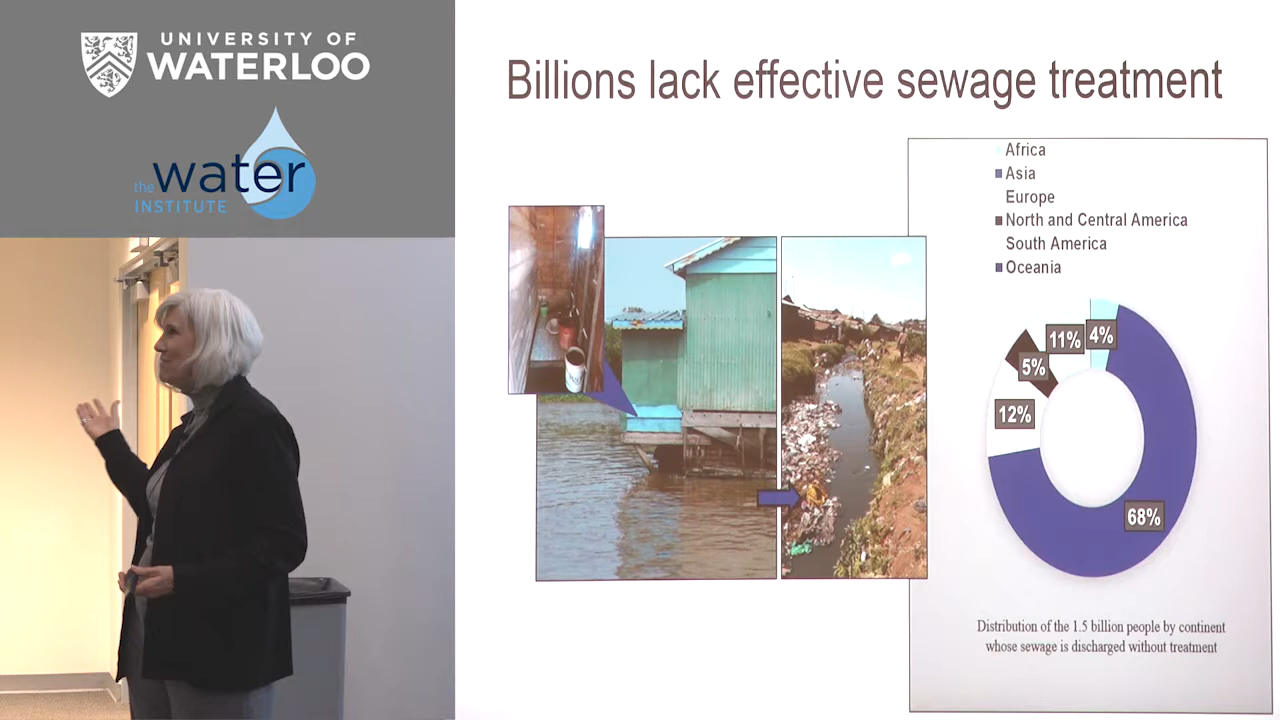 UNIVERSITY OF
WATERLOO
the water
INSTITUTE
Billions lack effective sewage treatment
Africa
Asia
Europe
North and Central America
South America
Oceania
11%
4%
5%
12%
68%
Distribution of the 1.5 billion people by continent
whose sewage is discharged without treatment